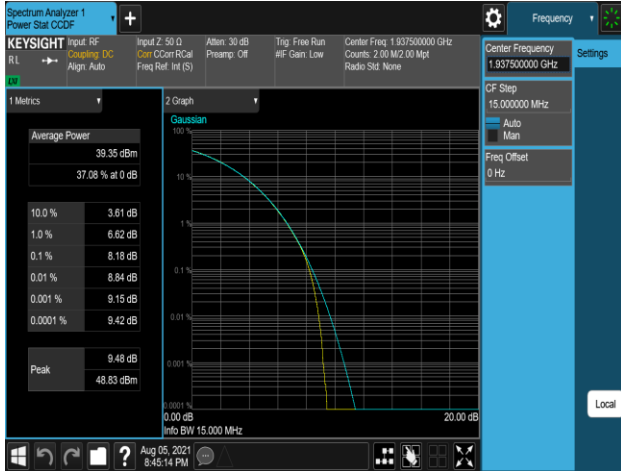 Spectrum Analyzer 1
Power Stat CCDF
Frequency
KEYSIGHT
RL
LXI
Input: RF
Coupling: DC
Align: Auto
Input Z: 50 Ω
Corr CCorr RCal
Freq Ref: Int (S)
Atten: 30 dB
Preamp: Off
Trig: Free Run
#IF Gain: Low
Center Freq: 1.937500000 GHz
Counts: 2.00 M/2.00 Mpt
Radio Std: None
Center Frequency
1.937500000 GHz
Settings
CF Step
15.000000 MHz
Auto
Man
Freq Offset
0 Hz
Local
1 Metrics
Average Power
39.35 dBm
37.08 % at 0 dB
10.0 % 3.61 dB
1.0 % 6.62 dB
0.1 % 8.18 dB
0.01 % 8.84 dB
0.001 % 9.15 dB
0.0001 % 9.42 dB
Peak
9.48 dB
48.83 dBm
2 Graph
Gaussian
100 %
10 %
1 %
0.1 %
0.01 %
0.001 %
0.0001 %
0.00 dB
20.00 dB
Info BW 15.000 MHz
?
Aug 05, 2021
8:45:14 PM